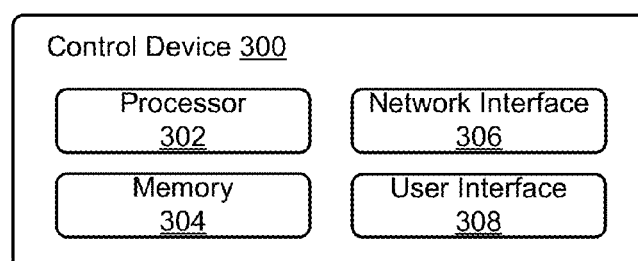 Control Device 300
Processor
302
Network Interface
306
Memory
304
User Interface
308